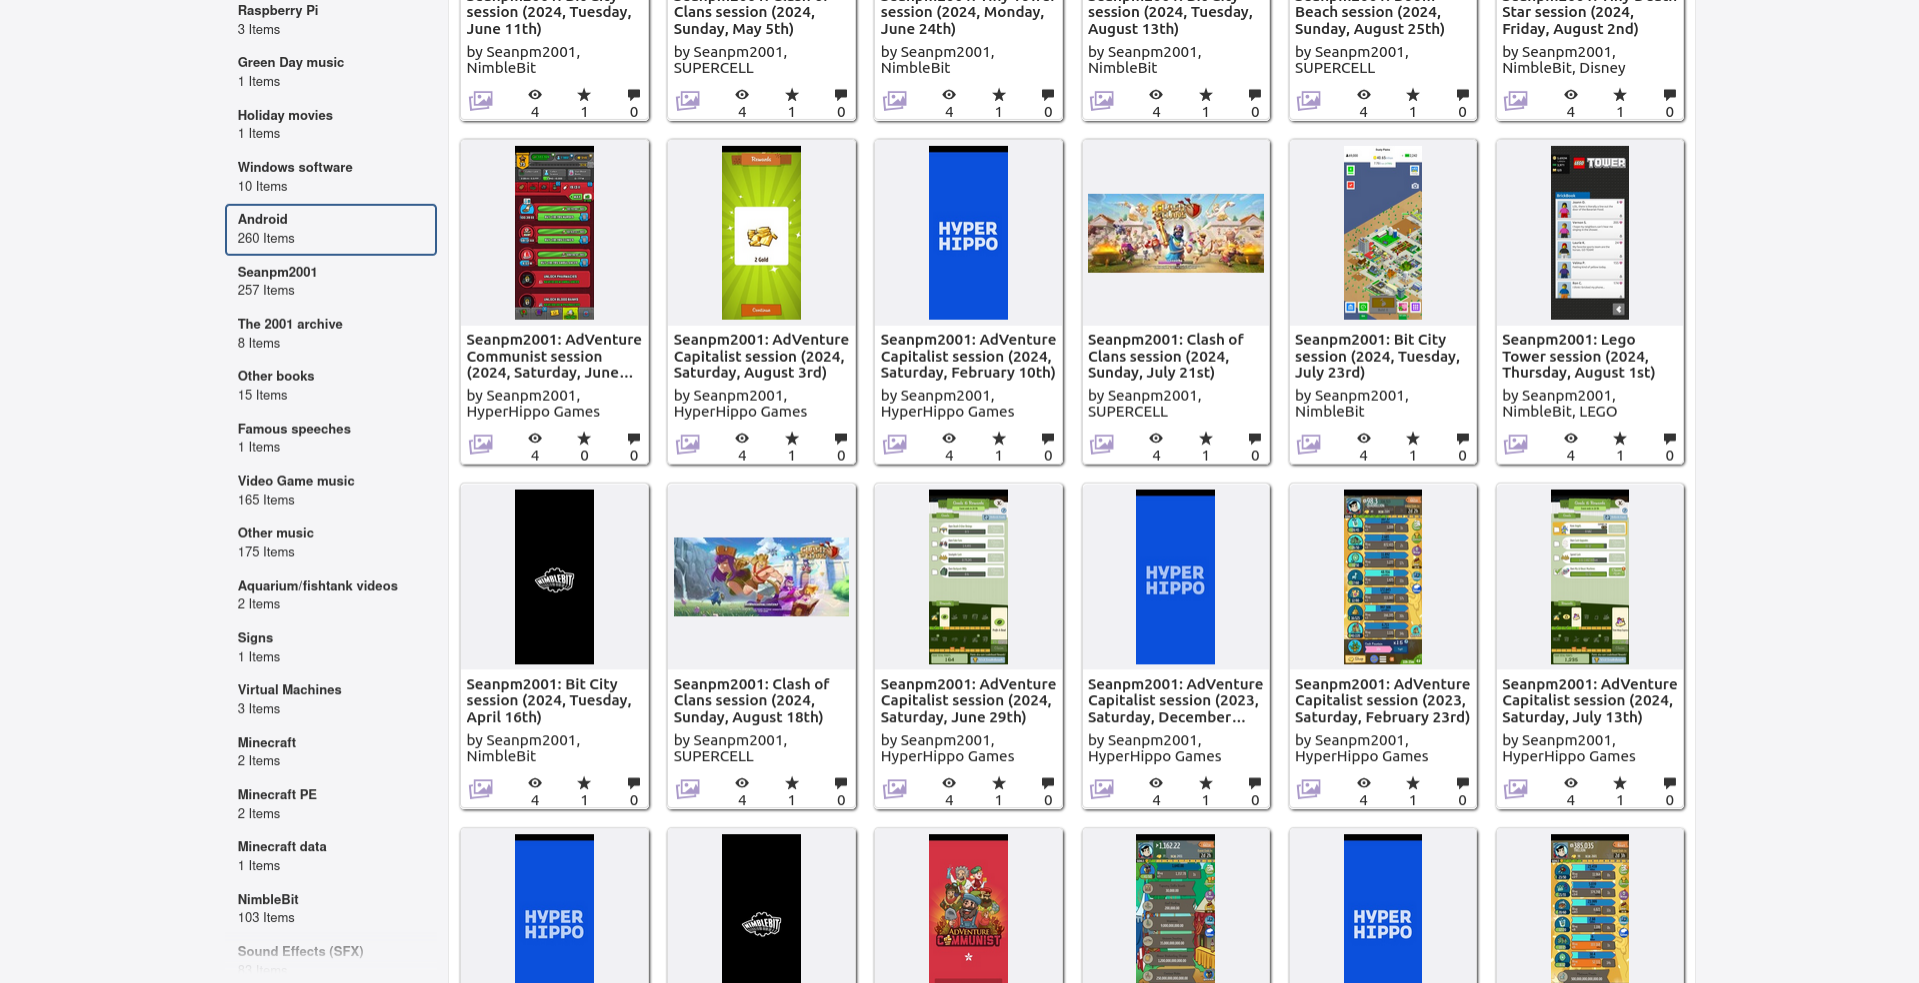 Raspberry Pi
3 Items
Green Day music
1 Items
Holiday movies
1 Items
Windows software
10 Items
Android
260 Items
Seanpm2001
257 Items
The 2001 archive
8 Items
Other books
15 Items
Famous speeches
1 Items
Video Game music
165 Items
Other music
175 Items
Aquarium/fishtank videos
2 Items
Signs
1 Items
Virtual Machines
3 Items
Minecraft
2 Items
Minecraft PE
2 Items
Minecraft data
1 Items
NimbleBit
103 Items
Sound Effects (SFX)
session (2024, Tuesday,
June 11th)
by Seanpm2001,
NimbleBit
4 1 0
Clans session (2024,
Sunday, May 5th)
by Seanpm2001,
SUPERCELL
4 1 0
session (2024, Monday,
June 24th)
by Seanpm2001,
NimbleBit
4 1 0
session (2024, Tuesday,
August 13th)
by Seanpm2001,
NimbleBit
4 1 0
Beach session (2024,
Sunday, August 25th)
by Seanpm2001,
SUPERCELL
4 1 0
Star session (2024,
Friday, August 2nd)
by Seanpm2001,
NimbleBit, Disney
4 1 0
Seanpm2001: AdVenture
Communist session
(2024, Saturday, June...
by Seanpm2001,
HyperHippo Games
4 0 0
Rewards
2 Gold
Continue
Seanpm2001: AdVenture
Capitalist session (2024,
Saturday, August 3rd)
by Seanpm2001,
HyperHippo Games
4 1 0
HYPER
HIPPO
Seanpm2001: AdVenture
Capitalist session (2024,
Saturday, February 10th)
by Seanpm2001,
HyperHippo Games
4 1 0
Seanpm2001: Clash of
Clans session (2024,
Sunday, July 21st)
by Seanpm2001,
SUPERCELL
4 1 0
Seanpm2001: Bit City
session (2024, Tuesday,
July 23rd)
by Seanpm2001,
NimbleBit
4 1 0
LEGO TOWER
Seanpm2001: Lego
Tower session (2024,
Thursday, August 1st)
by Seanpm2001,
NimbleBit, LEGO
4 1 0
NIMBLEBIT
Seanpm2001: Bit City
session (2024, Tuesday,
April 16th)
by Seanpm2001,
NimbleBit
4 1 0
Seanpm2001: Clash of
Clans session (2024,
Sunday, August 18th)
by Seanpm2001,
SUPERCELL
4 1 0
Seanpm2001: AdVenture
Capitalist session (2024,
Saturday, June 29th)
by Seanpm2001,
HyperHippo Games
4 1 0
HYPER
HIPPO
Seanpm2001: AdVenture
Capitalist session (2023,
Saturday, December...
by Seanpm2001,
HyperHippo Games
4 1 0
Seanpm2001: AdVenture
Capitalist session (2023,
Saturday, February 23rd)
by Seanpm2001,
HyperHippo Games
4 1 0
Seanpm2001: AdVenture
Capitalist session (2024,
Saturday, July 13th)
by Seanpm2001,
HyperHippo Games
4 1 0
HYPER
HIPPO
NIMBLEBIT
ADVENTURE
COMMUNIST
HYPER
HIPPO